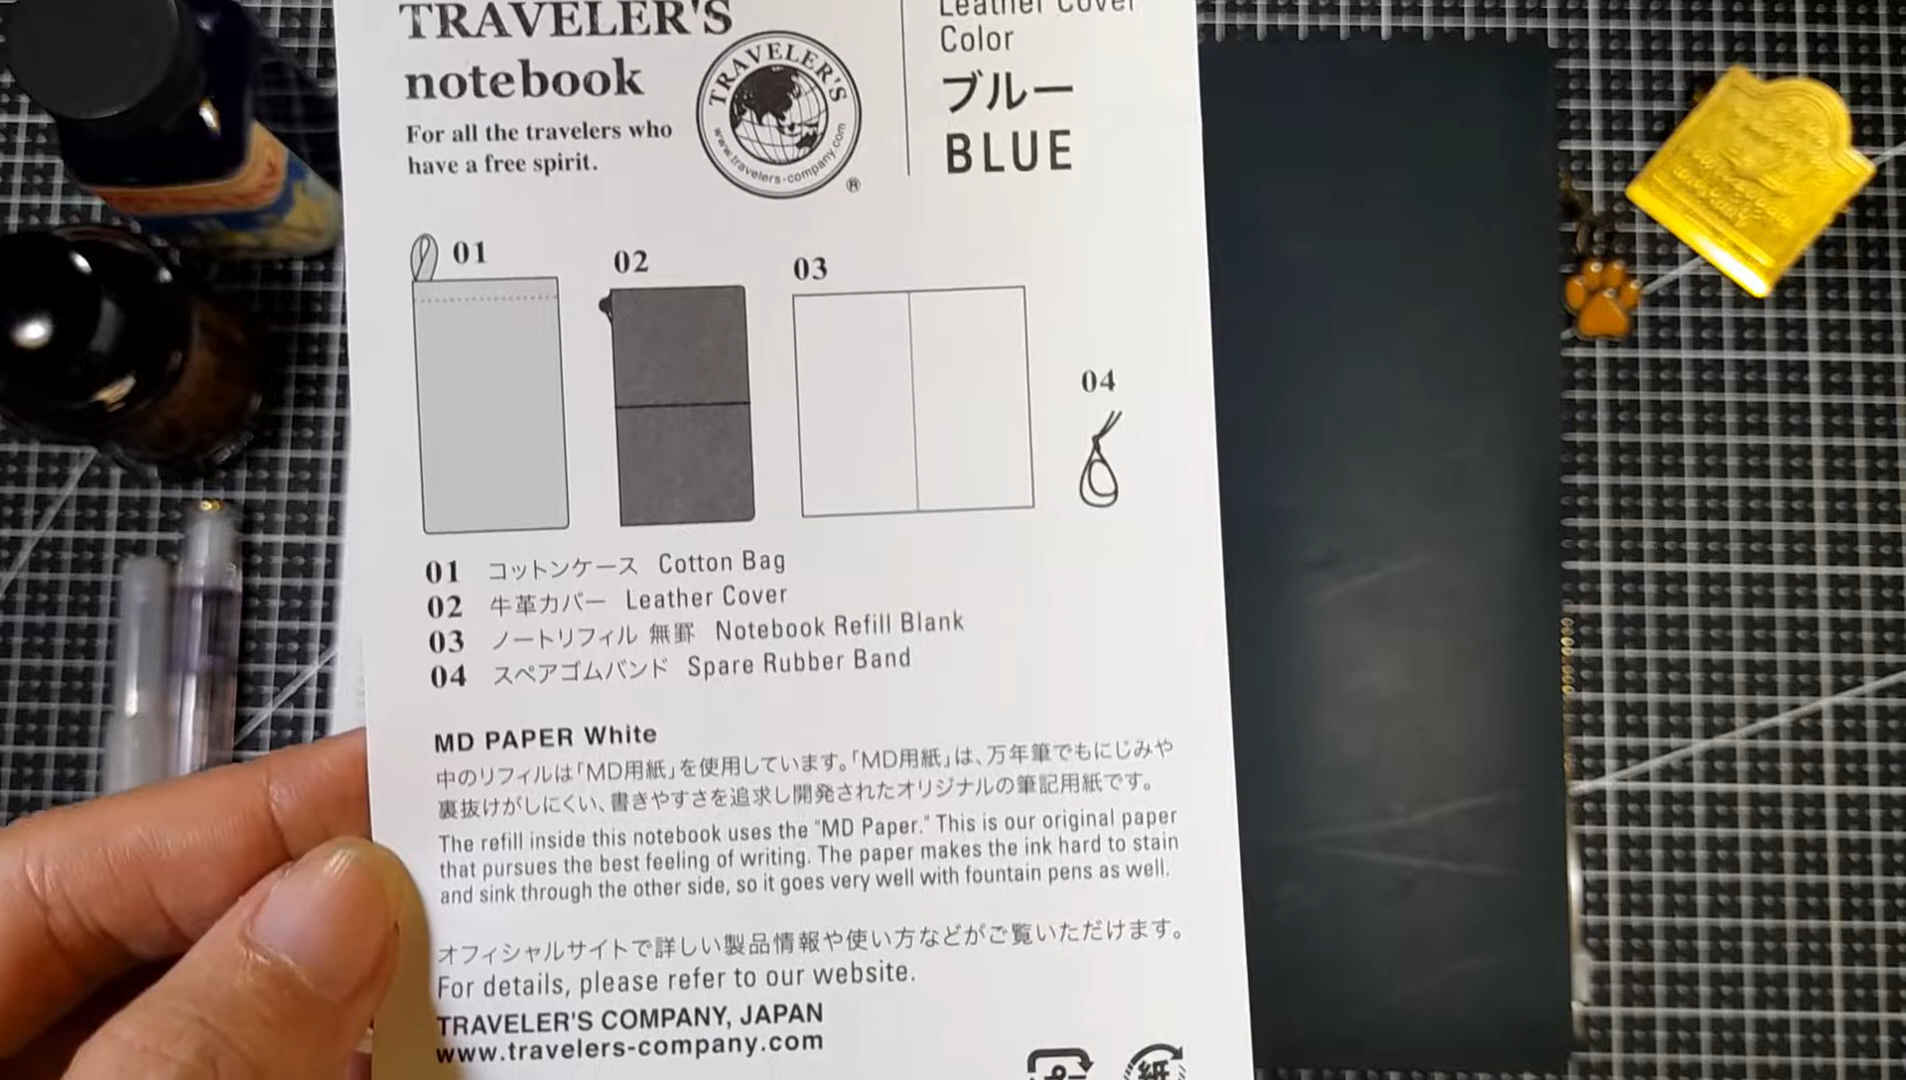 TRAVELER'S
notebook
For all the travelers who
have a free spirit.
TRAVELER'S
www.travelers-company.com
®
Leather Cover
Color
ブルー
BLUE
01
02
03
04
01 コットンケース Cotton Bag
02 牛革カバー Leather Cover
03 ノートリフィル 無罫 Notebook Refill Blank
04 スペアゴムバンド Spare Rubber Band
MD PAPER White
中のリフィルは「MD用紙」を使用しています。「MD用紙」は、万年筆でもにじみや
裏抜けがしにくい、書きやすさを追求し開発されたオリジナルの筆記用紙です。
The refill inside this notebook uses the "MD Paper." This is our original paper
that pursues the best feeling of writing. The paper makes the ink hard to stain
and sink through the other side, so it goes very well with fountain pens as well.
オフィシャルサイトで詳しい製品情報や使い方などがご覧いただけます。
For details, please refer to our website.
TRAVELER'S COMPANY, JAPAN
www.travelers-company.com
紙